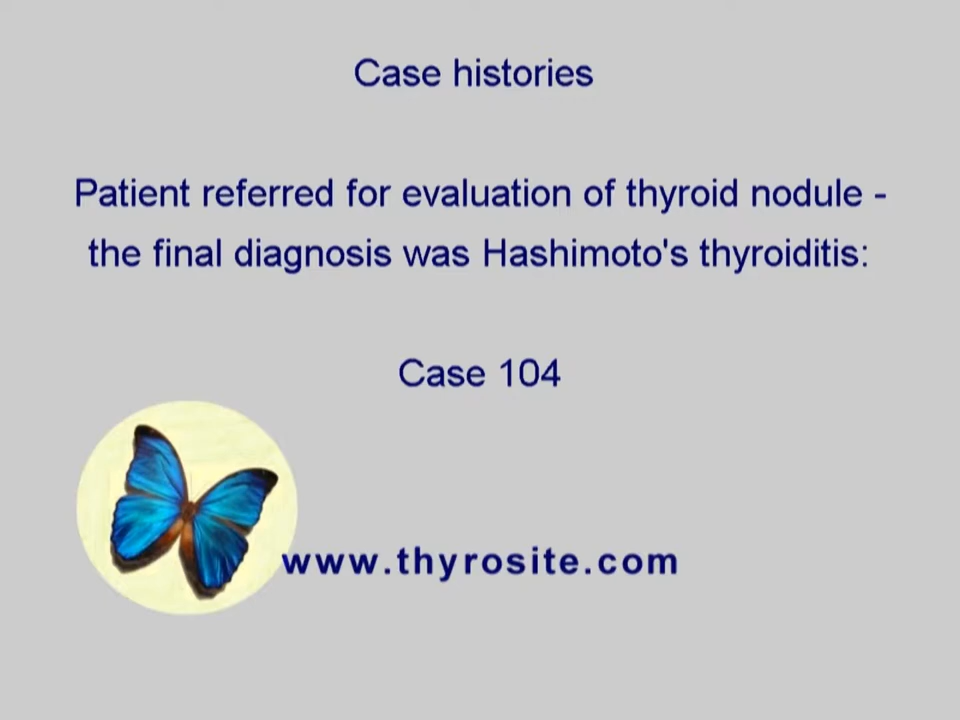 Case histories
Patient referred for evaluation of thyroid nodule -
the final diagnosis was Hashimoto's thyroiditis:
Case 104
www.thyrosite.com